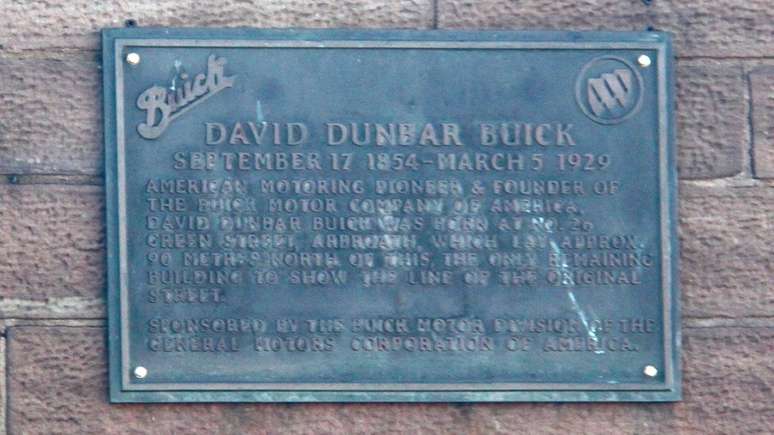 Buick
DAVID DUNBAR BUICK
SEPTEMBER 17 1854-MARCH 5 1929
AMERICAN MOTORING PIONEER & FOUNDER OF
THE BUICK MOTOR COMPANY OF AMERICA.
DAVID DUNBAR BUICK WAS BORN AT NO. 26
GREEN STREET, ARBROATH, WHICH LAY APPROX.
90 METRES NORTH OF THIS, THE ONLY REMAINING
BUILDING TO SHOW THE LINE OF THE ORIGINAL
STREET.
SPONSORED BY THE BUICK MOTOR DIVISION OF THE
GENERAL MOTORS CORPORATION OF AMERICA.